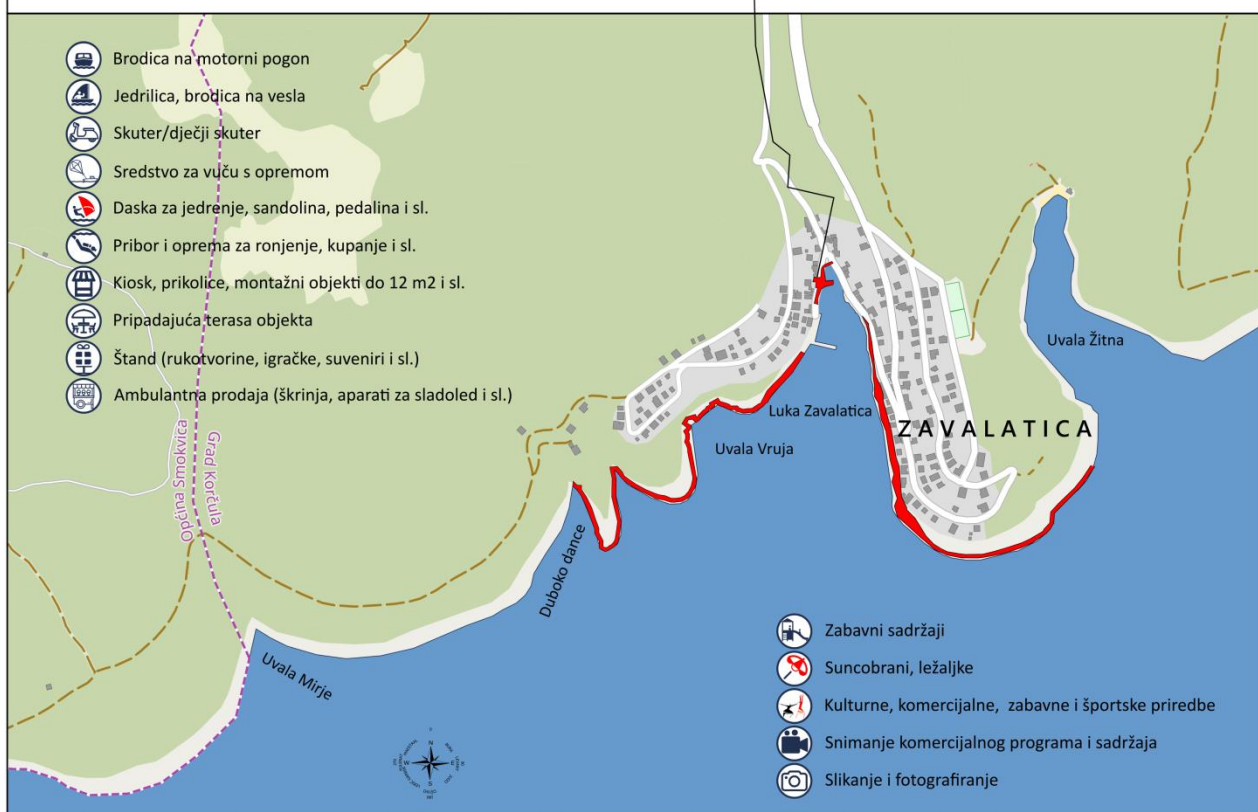 Brodica na motorni pogon
Jedrilica, brodica na vesla
Skuter/dječji skuter
Sredstvo za vuču s opremom
Daska za jedrenje, sandolina, pedalina i sl.
Pribor i oprema za ronjenje, kupanje i sl.
Kiosk, prikolice, montažni objekti do 12 m2 i sl.
Pripadajuća terasa objekta
Štand (rukotvorine, igračke, suveniri i sl.)
Ambulantna prodaja (škrinja, aparati za sladoled i sl.)
Općina Smokvica
Grad Korčula
Uvala Žitna
Luka Zavalatica
ZAVALATICA
Uvala Vruja
Duboko dance
Uvala Mirje
N
W
E
S
Zabavni sadržaji
Suncobrani, ležaljke
Kulturne, komercijalne, zabavne i športske priredbe
Snimanje komercijalnog programa i sadržaja
Slikanje i fotografiranje